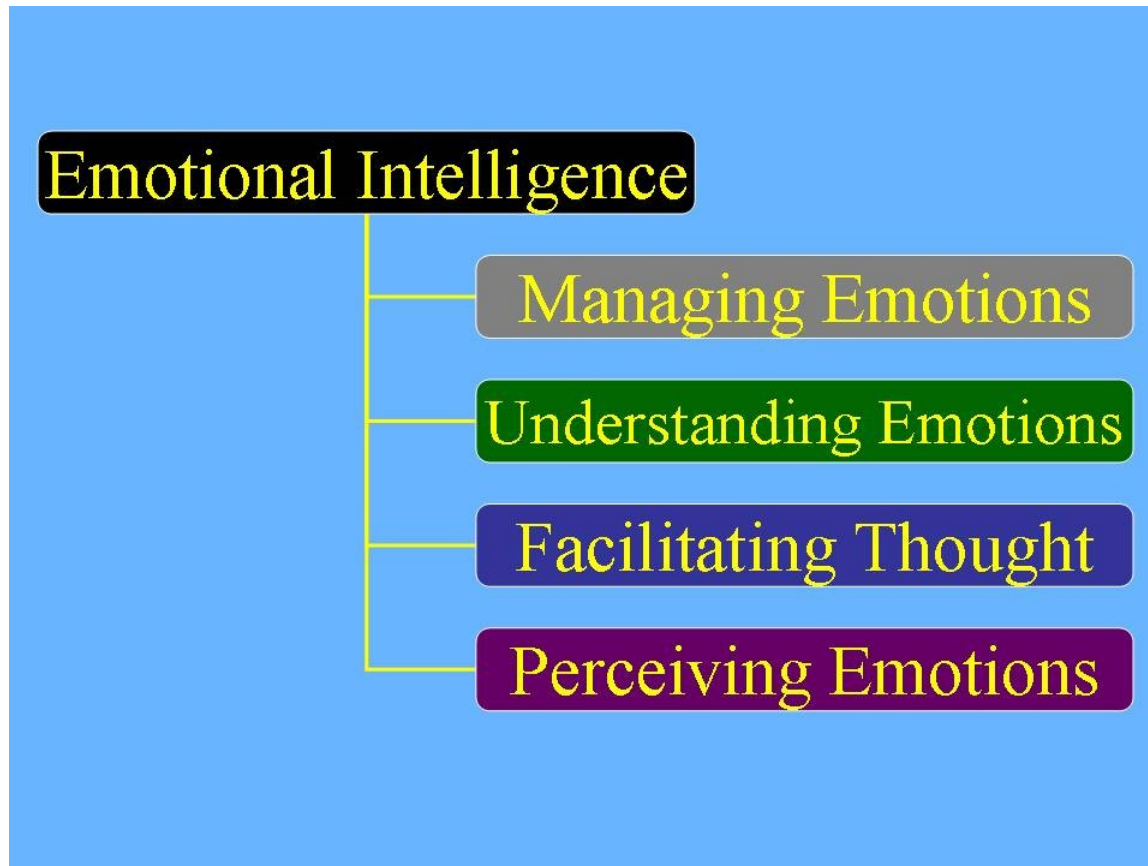 Emotional Intelligence
Managing Emotions
Understanding Emotions
Facilitating Thought
Perceiving Emotions